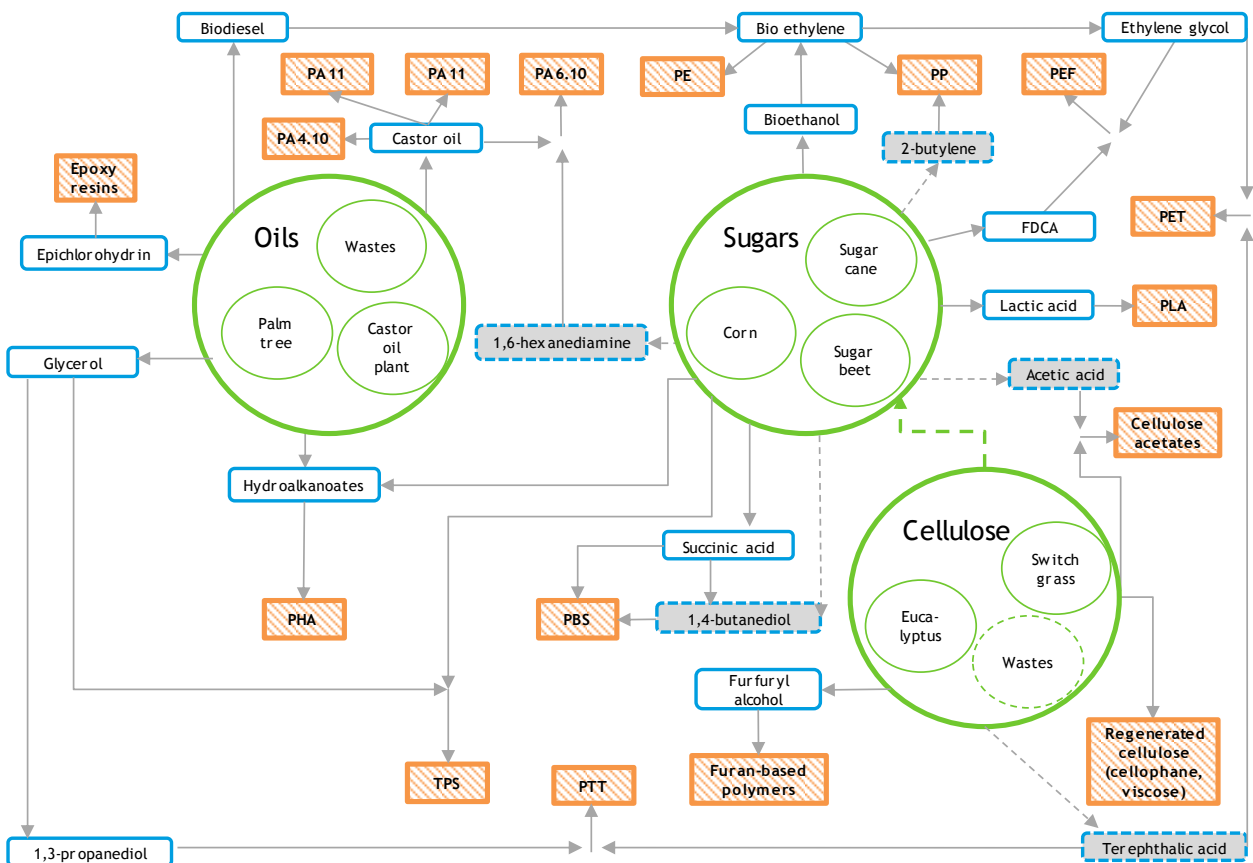 Biodiesel
Bio ethylene
Ethylene glycol
PA 11
PA 11
PA 6.10
PE
PP
PEF
PA 4.10
Castor oil
Bioethanol
2-butylene
Epoxy
resins
Epichlorohydrin
Oils
Wastes
Palm
tree
Castor
oil
plant
Sugars
Sugar
cane
Corn
Sugar
beet
FDCA
PET
Lactic acid
PLA
Glycerol
1,6-hexanediamine
Acetic acid
Cellulose
acetates
Hydroalkanoates
Succinic acid
Cellulose
Switch
grass
Euca-
lyptus
Wastes
PHA
PBS
1,4-butanediol
Furfuryl
alcohol
TPS
PTT
Furan-based
polymers
Regenerated
cellulose
(cellophane,
viscose)
1,3-propanediol
Terephthalic acid